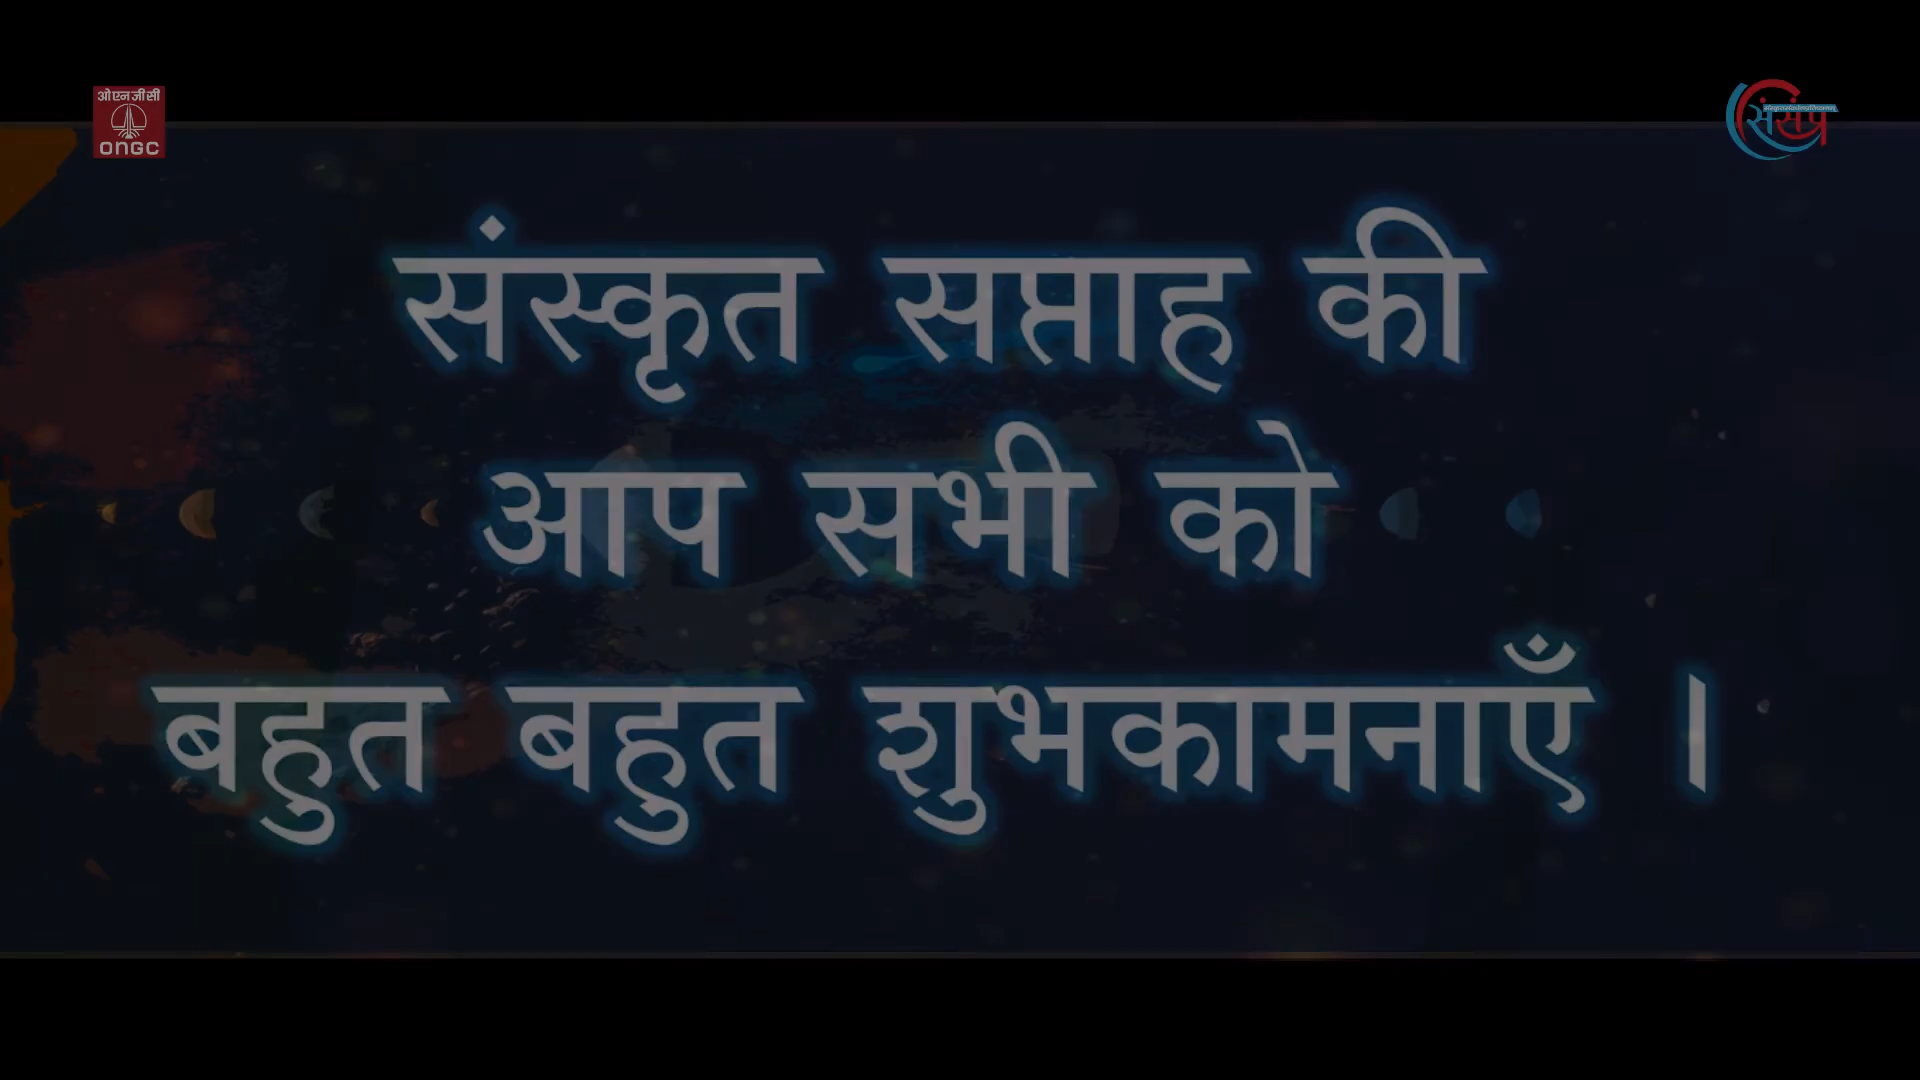 ओएनजीसी
ONGC
संसंप्र
संस्कृत सप्ताह की
आप सभी को
बहुत बहुत शुभकामनाएँ ।